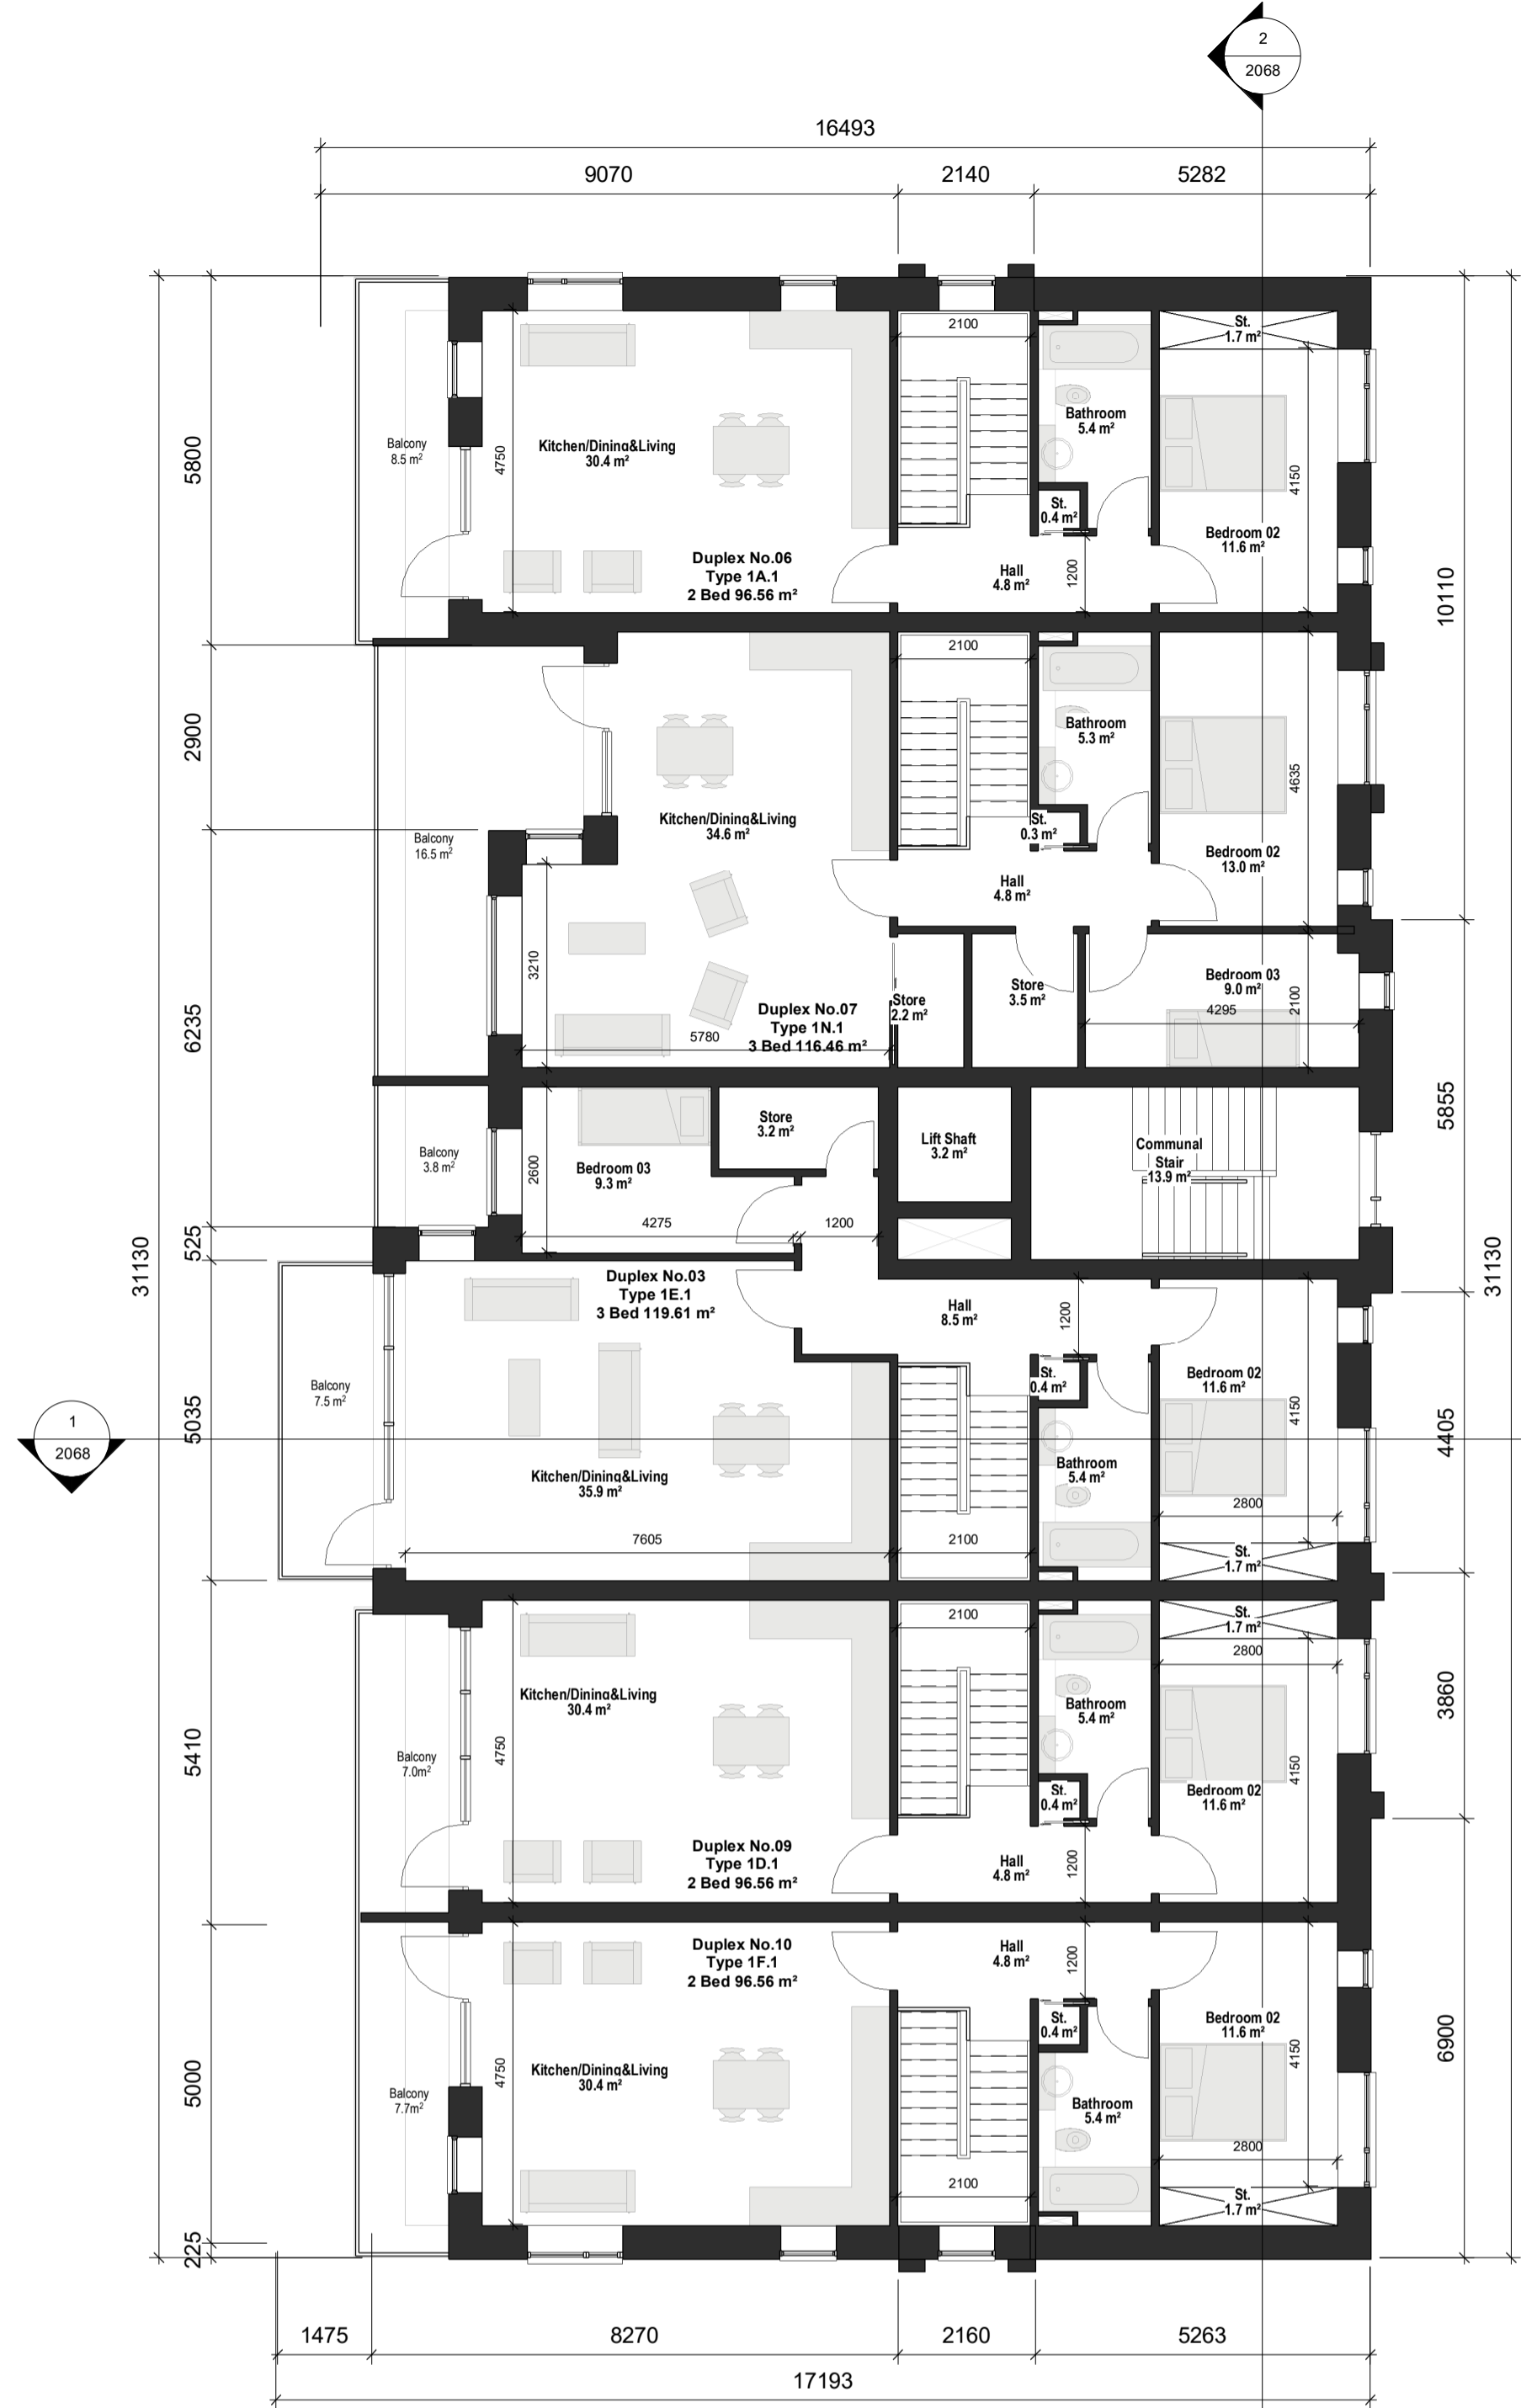 2
2068
16493
9070
2140
5282
St.
1.7 m²
2100
Bathroom
5.4 m²
Balcony
8.5 m²
5800
4750
Kitchen/Dining&Living
30.4 m²
4150
St.
0.4 m²
Bedroom 02
11.6 m²
Duplex No.06
Type 1A.1
2 Bed 96.56 m²
Hall
4.8 m²
1200
10110
2100
Bathroom
5.3 m²
2900
4635
Kitchen/Dining&Living
34.6 m²
St.
0.3 m²
Balcony
16.5 m²
Bedroom 02
13.0 m²
Hall
4.8 m²
3210
6235
Store
2.2 m²
Store
3.5 m²
Bedroom 03
9.0 m²
4295
2100
Duplex No.07
Type 1N.1
3 Bed 116.46 m²
5780
Store
3.2 m²
Lift Shaft
3.2 m²
Communal
Stair
13.9 m²
5855
Balcony
3.8 m²
2600
Bedroom 03
9.3 m²
4275
1200
525
31130
31130
Duplex No.03
Type 1E.1
3 Bed 119.61 m²
Hall
8.5 m²
1200
Balcony
7.5 m²
St.
0.4 m²
Bedroom 02
11.6 m²
4150
1
2068
5035
4405
Kitchen/Dining&Living
35.9 m²
Bathroom
5.4 m²
2800
7605
2100
St.
1.7 m²
2100
St.
1.7 m²
2800
Kitchen/Dining&Living
30.4 m²
Bathroom
5.4 m²
3860
5410
4750
Balcony
7.0m²
4150
St.
0.4 m²
Bedroom 02
11.6 m²
Duplex No.09
Type 1D.1
2 Bed 96.56 m²
Hall
4.8 m²
1200
Duplex No.10
Type 1F.1
2 Bed 96.56 m²
Hall
4.8 m²
1200
St.
0.4 m²
Bedroom 02
11.6 m²
4150
6900
5000
4750
Kitchen/Dining&Living
30.4 m²
Balcony
7.7m²
Bathroom
5.4 m²
2800
2100
St.
1.7 m²
225
1475
8270
2160
5263
17193